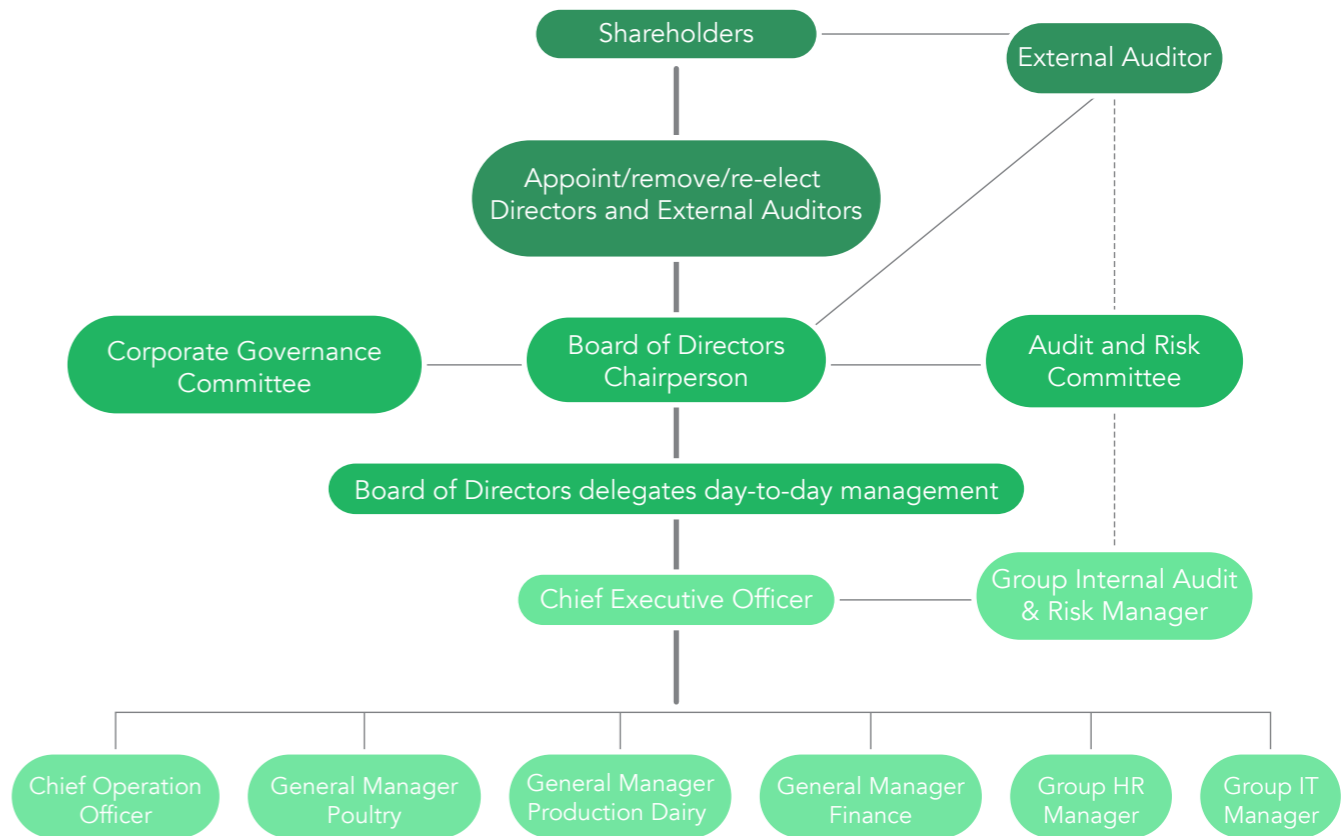 Shareholders
External Auditor
Appoint/remove/re-elect
Directors and External Auditors
Corporate Governance
Committee
Board of Directors
Chairperson
Audit and Risk
Committee
Board of Directors delegates day-to-day management
Chief Executive Officer
Group Internal Audit
& Risk Manager
Chief Operation
Officer
General Manager
Poultry
General Manager
Production Dairy
General Manager
Finance
Group HR
Manager
Group IT
Manager